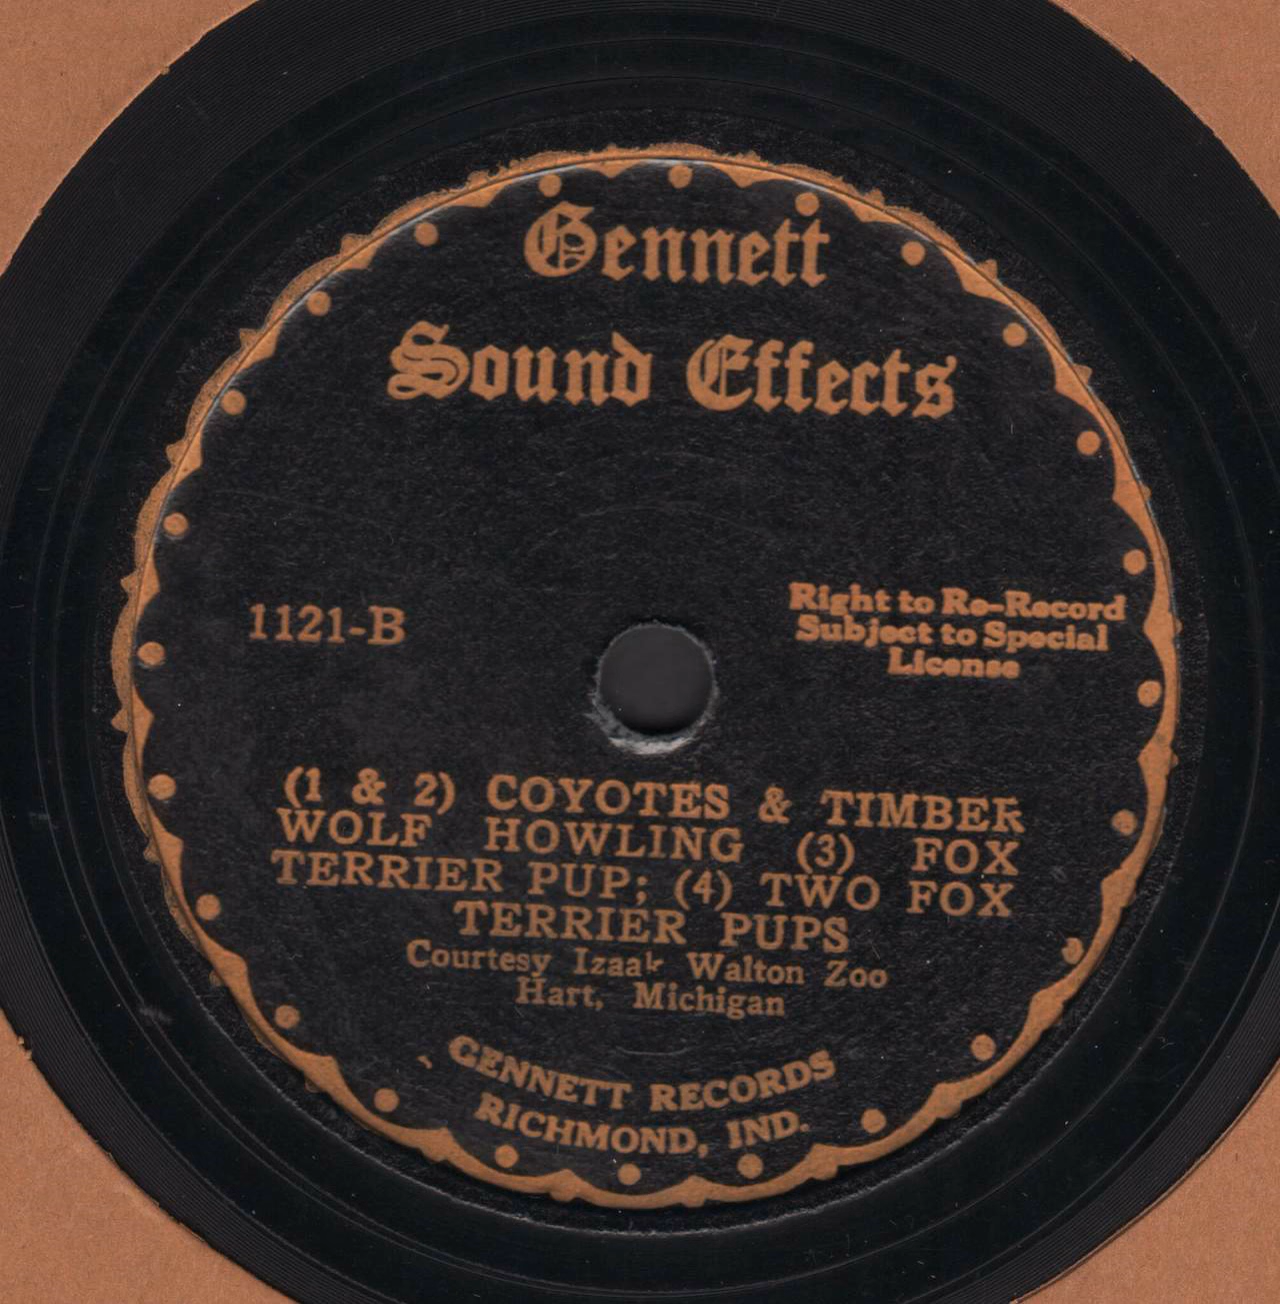 Gennett
Sound Effects
1121-B
Right to Re-Record
Subject to Special
License
(1 & 2) COYOTES & TIMBER
WOLF HOWLING (3) FOX
TERRIER PUP; (4) TWO FOX
TERRIER PUPS
Courtesy Izaak Walton Zoo
Hart, Michigan
GENNETT RECORDS
RICHMOND, IND.